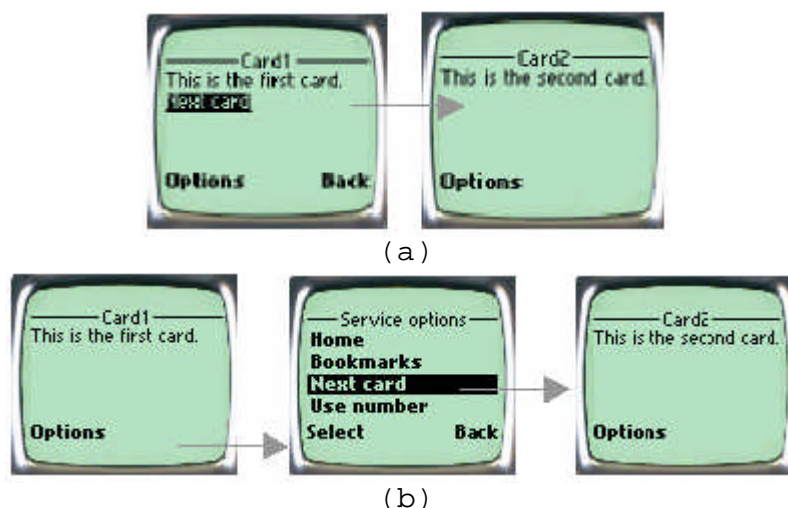 Card1
This is the first card.
Next card
Options Back
Card2
This is the second card.
Options
(a)
Card1
This is the first card.
Options
Service options
Home
Bookmarks
Next card
Use number
Select Back
Card2
This is the second card.
Options
(b)